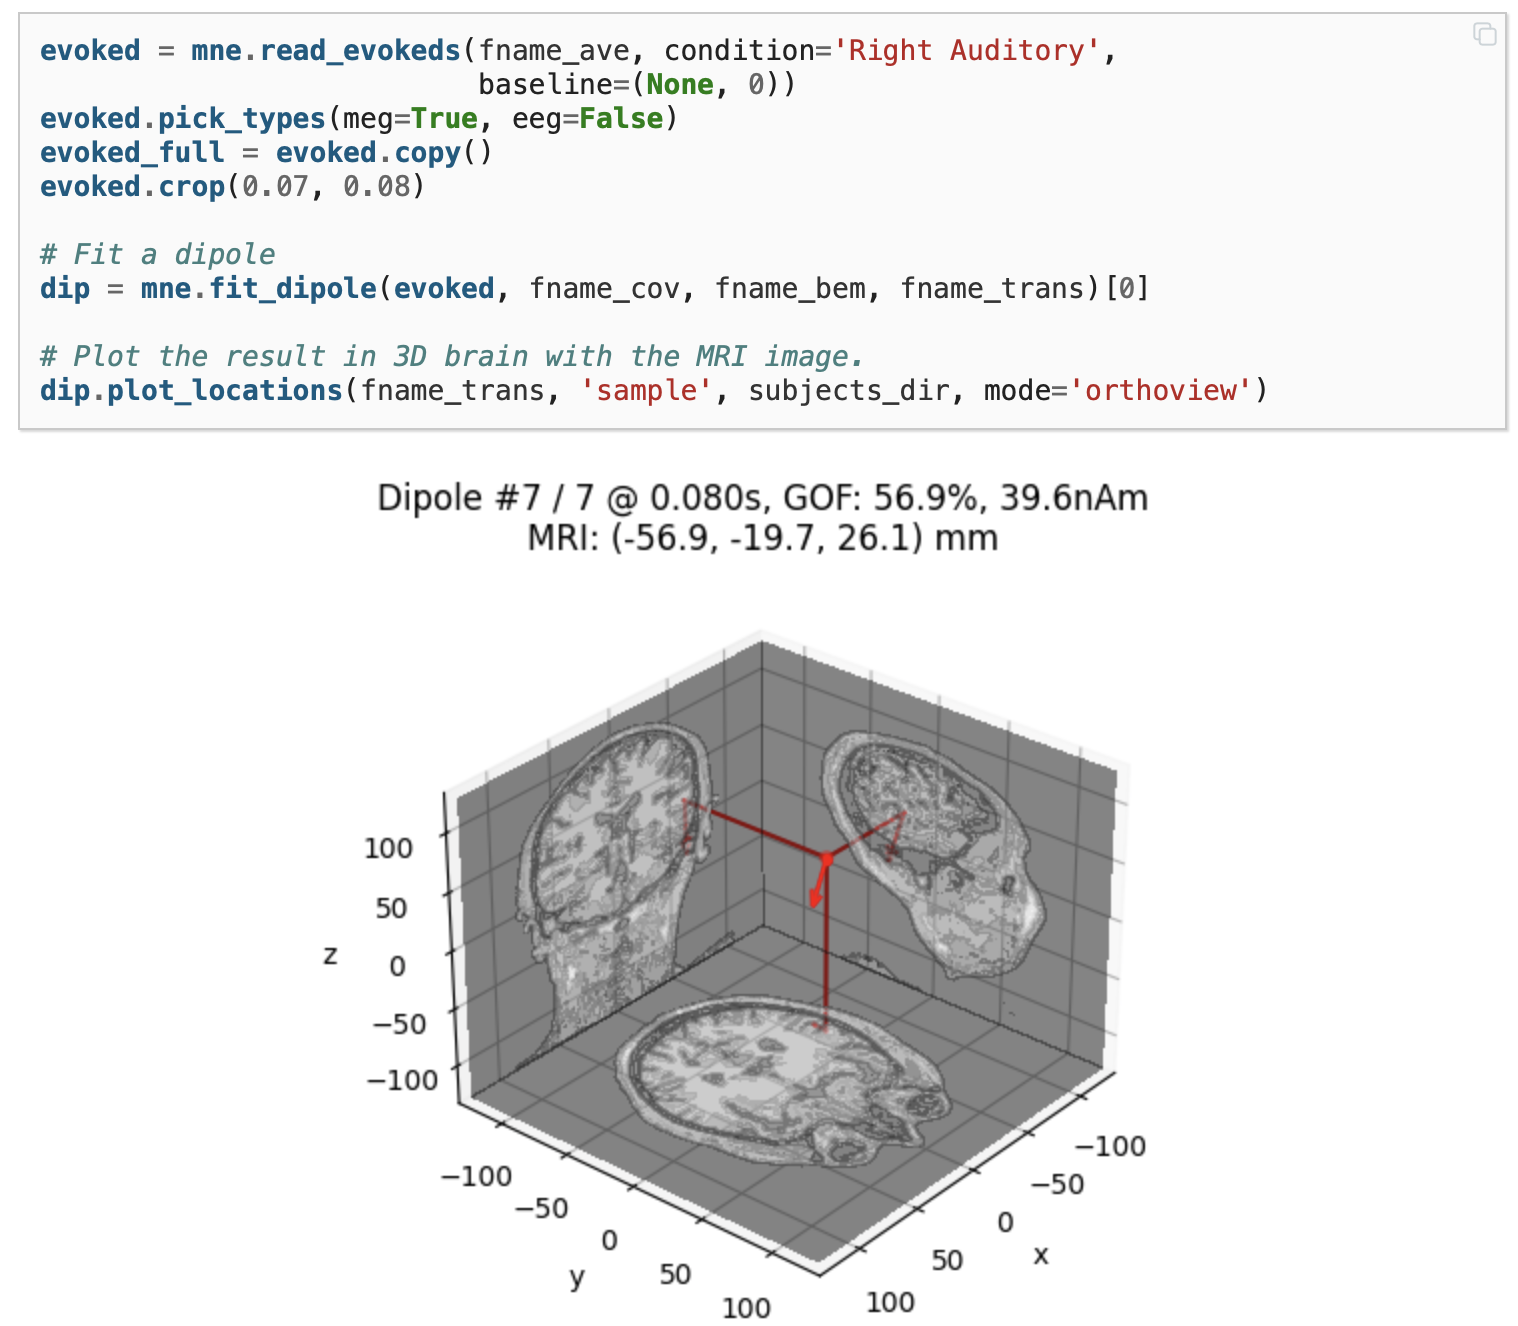 evoked = mne.read_evokeds(fname_ave, condition='Right Auditory',
                          baseline=(None, 0))
evoked.pick_types(meg=True, eeg=False)
evoked_full = evoked.copy()
evoked.crop(0.07, 0.08)
# Fit a dipole
dip = mne.fit_dipole(evoked, fname_cov, fname_bem, fname_trans)[0]
# Plot the result in 3D brain with the MRI image.
dip.plot_locations(fname_trans, 'sample', subjects_dir, mode='orthoview')
Dipole #7 / 7 @ 0.080s, GOF: 56.9%, 39.6nAm
MRI: (-56.9, -19.7, 26.1) mm
100
50
z
0
−50
−100
−100
−50
0
y
50
100
−100
−50
0
x
50
100